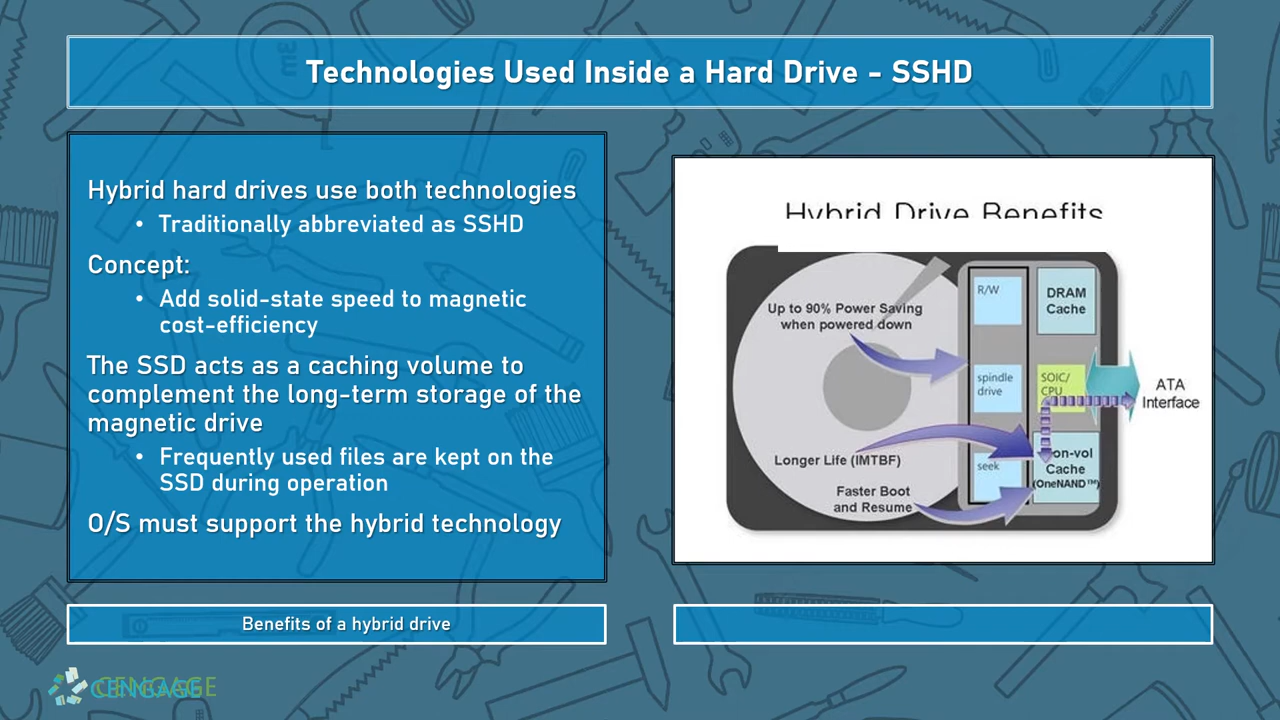 Technologies Used Inside a Hard Drive - SSHD
Hybrid hard drives use both technologies
• Traditionally abbreviated as SSHD
Concept:
• Add solid-state speed to magnetic
cost-efficiency
The SSD acts as a caching volume to
complement the long-term storage of the
magnetic drive
• Frequently used files are kept on the
SSD during operation
O/S must support the hybrid technology
Benefits of a hybrid drive
Hybrid Drive Benefits
Up to 90% Power Saving
when powered down
Longer Life (IMTBF)
Faster Boot
and Resume
R/W
spindle
drive
seek
DRAM
Cache
SOIC/
CPU
on-vol
Cache
(OneNAND™)
ATA
Interface
CENGAGE